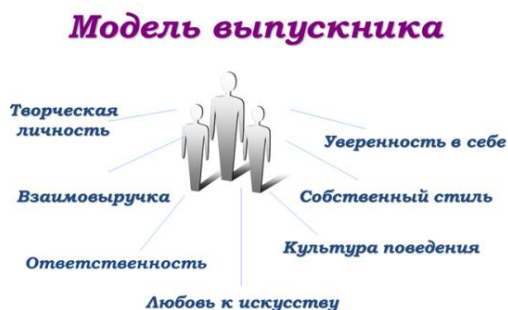 Модель выпускника
Творческая
личность
Уверенность в себе
Взаимовыручка
Собственный стиль
Культура поведения
Ответственность
Любовь к искусству